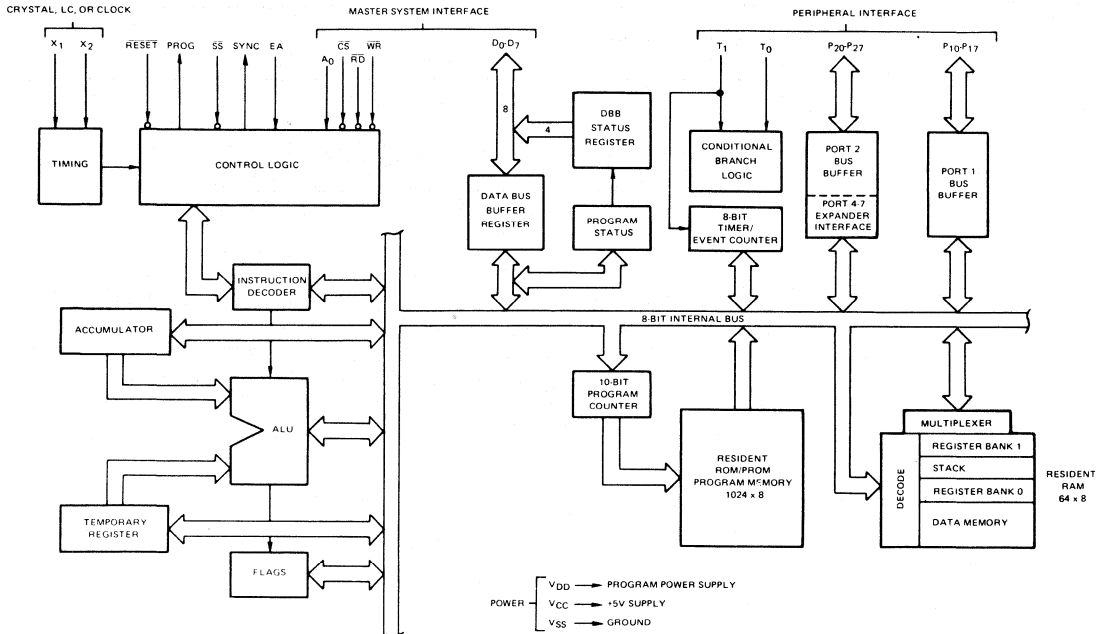 CRYSTAL, LC, OR CLOCK
MASTER SYSTEM INTERFACE
PERIPHERAL INTERFACE
X1 X2
RESET PROG SS SYNC EA
A0 CS RD WR
D0-D7
T1 T0
P20-P27
P10-P17
8
4
TIMING
CONTROL LOGIC
DBB
STATUS
REGISTER
DATA BUS
BUFFER
REGISTER
PROGRAM
STATUS
CONDITIONAL
BRANCH
LOGIC
8-BIT
TIMER/
EVENT COUNTER
PORT 2
BUS
BUFFER
PORT 4-7
EXPANDER
INTERFACE
PORT 1
BUS
BUFFER
INSTRUCTION
DECODER
ACCUMULATOR
8-BIT INTERNAL BUS
ALU
10-BIT
PROGRAM
COUNTER
RESIDENT
ROM/PROM
PROGRAM MEMORY
1024 x 8
MULTIPLEXER
DECODE
REGISTER BANK 1
STACK
REGISTER BANK 0
DATA MEMORY
RESIDENT
RAM
64 x 8
TEMPORARY
REGISTER
FLAGS
POWER
VDD PROGRAM POWER SUPPLY
VCC +5V SUPPLY
VSS GROUND